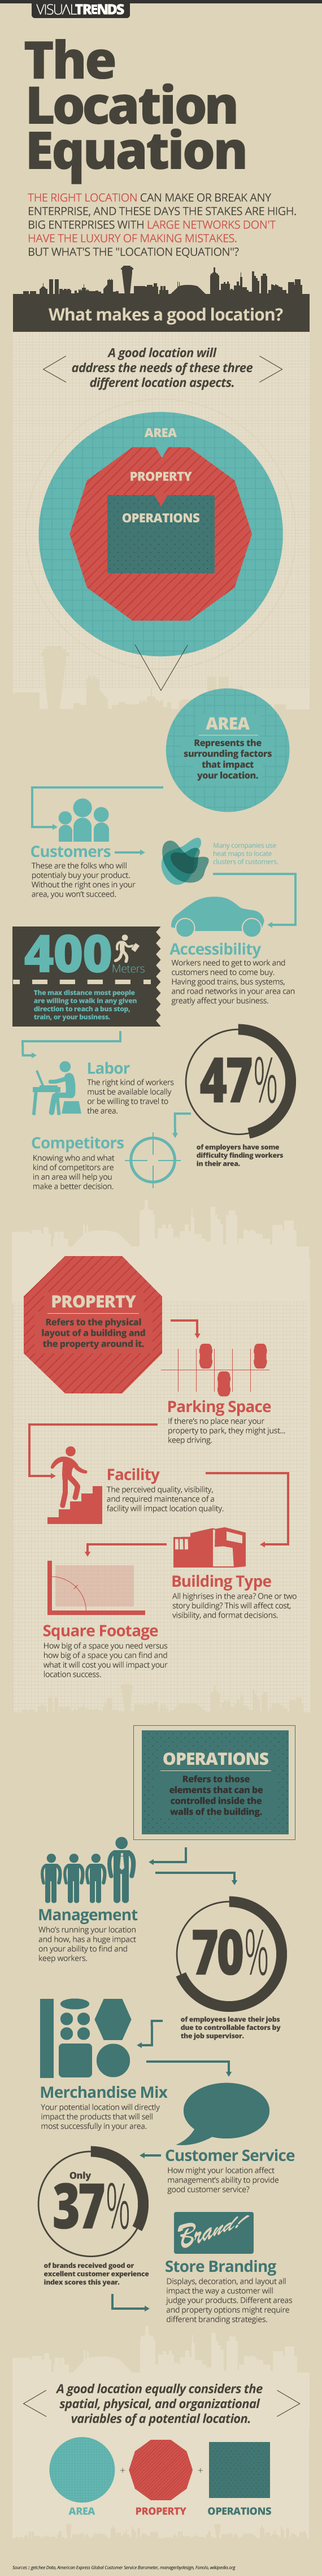 VISUALTRENDS
The
Location
Equation
THE RIGHT LOCATION CAN MAKE OR BREAK ANY
ENTERPRISE, AND THESE DAYS THE STAKES ARE HIGH.
BIG ENTERPRISES WITH LARGE NETWORKS DON'T
HAVE THE LUXURY OF MAKING MISTAKES.
BUT WHAT'S THE "LOCATION EQUATION"?
What makes a good location?
A good location will
address the needs of these three
different location aspects.
AREA
PROPERTY
OPERATIONS
AREA
Represents the
surrounding factors
that impact
your location.
Customers
These are the folks who will
potentialy buy your product.
Without the right ones in your
area, you won't succeed.
Many companies use
heat maps to locate
clusters of customers.
400
Meters
The max distance most people
are willing to walk in any given
direction to reach a bus stop,
train, or your business.
Accessibility
Workers need to get to work and
customers need to come buy.
Having good trains, bus systems,
and road networks in your area can
greatly affect your business.
Labor
The right kind of workers
must be available locally
or be willing to travel to
the area.
47%
of employers have some
difficulty finding workers
in their area.
Competitors
Knowing who and what
kind of competitors are
in an area will help you
make a better decision.
PROPERTY
Refers to the physical
layout of a building and
the property around it.
Parking Space
If there's no place near your
property to park, they might just...
keep driving.
Facility
The perceived quality, visibility,
and required maintenance of a
facility will impact location quality.
Building Type
All highrises in the area? One or two
story building? This will affect cost,
visibility, and format decisions.
Square Footage
How big of a space you need versus
how big of a space you can find and
what it will cost you will impact your
location success.
OPERATIONS
Refers to those
elements that can be
controlled inside the
walls of the building.
Management
Who's running your location
and how, has a huge impact
on your ability to find and
keep workers.
70%
of employees leave their jobs
due to controllable factors by
the job supervisor.
Merchandise Mix
Your potential location will directly
impact the products that will sell
most successfully in your area.
Customer Service
How might your location affect
management's ability to provide
good customer service?
Only
37%
of brands received good or
excellent customer experience
index scores this year.
Brand!
Store Branding
Displays, decoration, and layout all
impact the way a customer will
judge your products. Different areas
and property options might require
different branding strategies.
A good location equally considers the
spatial, physical, and organizational
variables of a potential location.
+
+
AREA
PROPERTY
OPERATIONS
Sources | getchee Data, American Express Global Customer Service Barometer, managerbydesign, Forists, wikipedia.org